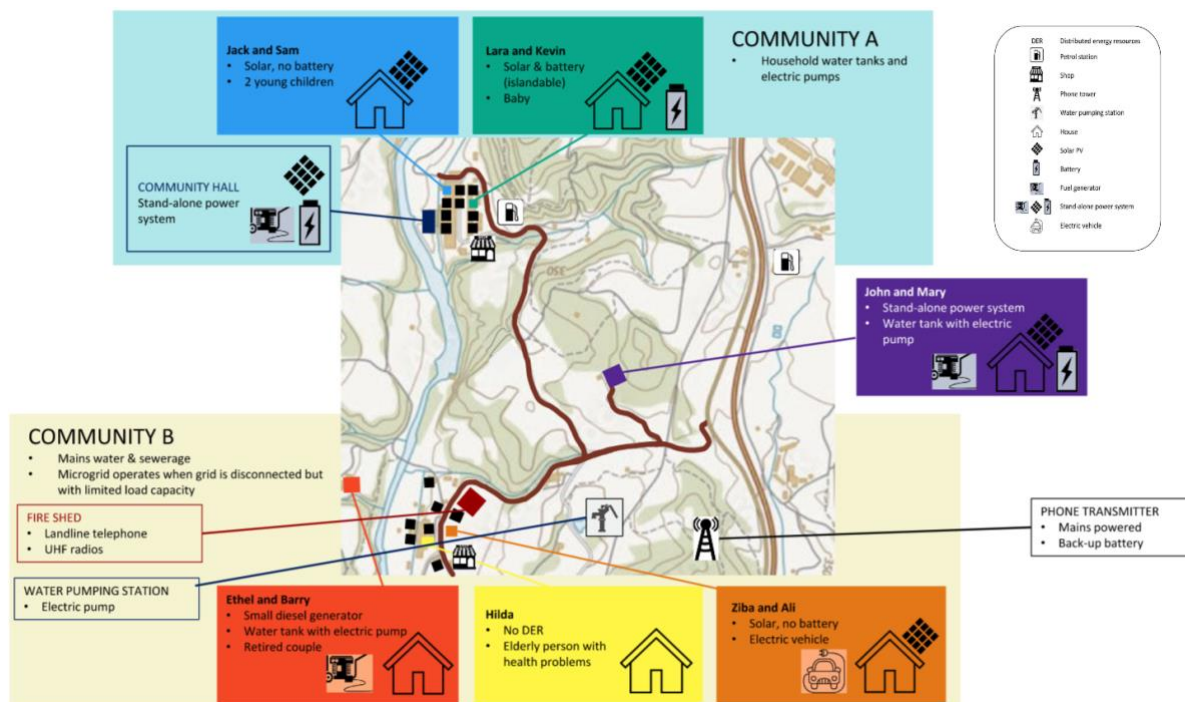 Jack and Sam
• Solar, no battery
• 2 young children
Lara and Kevin
• Solar & battery
(islandable)
• Baby
COMMUNITY A
• Household water tanks and
electric pumps
DER Distributed energy resources
Petrol station
Shop
Phone tower
Water pumping station
House
Solar PV
Battery
Fuel generator
Stand alone power system
Electric vehicle
COMMUNITY HALL
Stand-alone power
system
350
John and Mary
• Stand-alone power system
• Water tank with electric
pump
COMMUNITY B
• Mains water & sewerage
• Microgrid operates when grid is disconnected but
with limited load capacity
FIRE SHED
• Landline telephone
• UHF radios
WATER PUMPING STATION
• Electric pump
PHONE TRANSMITTER
• Mains powered
• Back-up battery
Ethel and Barry
• Small diesel generator
• Water tank with electric pump
• Retired couple
Hilda
• No DER
• Elderly person with
health problems
Ziba and Ali
• Solar, no battery
• Electric vehicle